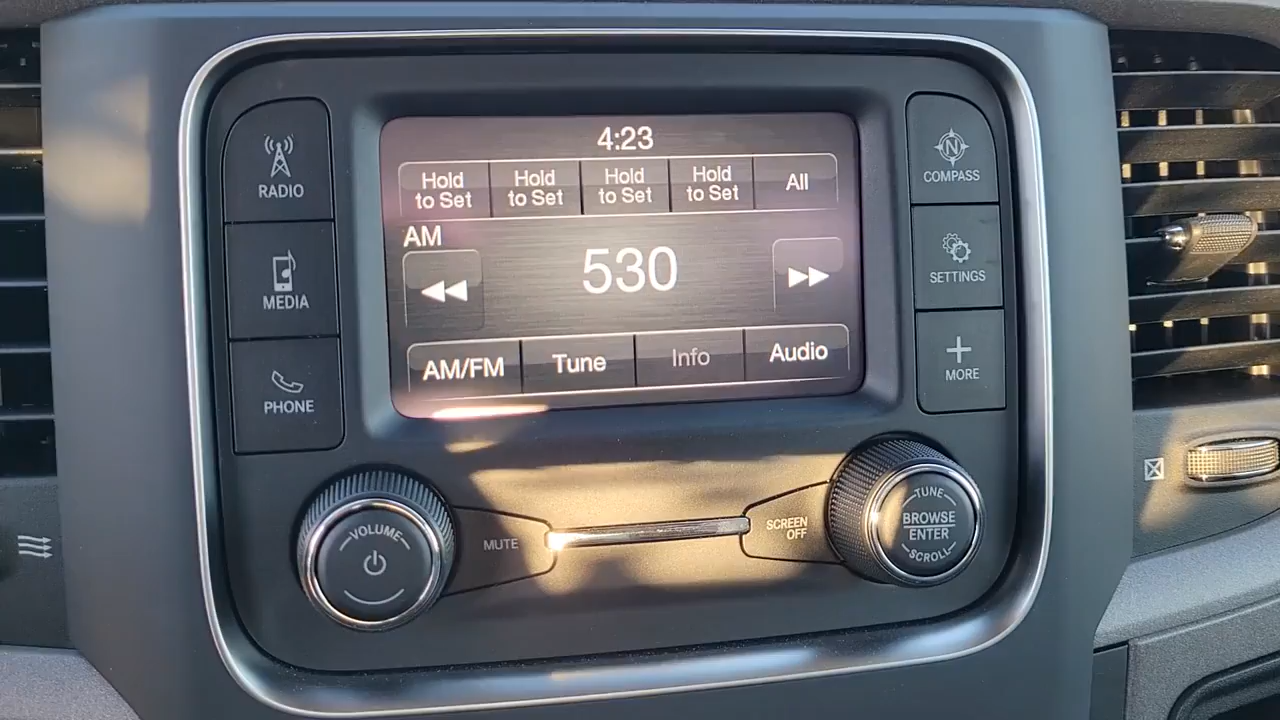 4:23
Hold to Set
Hold to Set
Hold to Set
Hold to Set
All
AM
530
AM/FM
Tune
Info
Audio
RADIO
MEDIA
PHONE
N
COMPASS
SETTINGS
MORE
VOLUME
MUTE
SCREEN
OFF
TUNE
BROWSE
ENTER
SCROLL